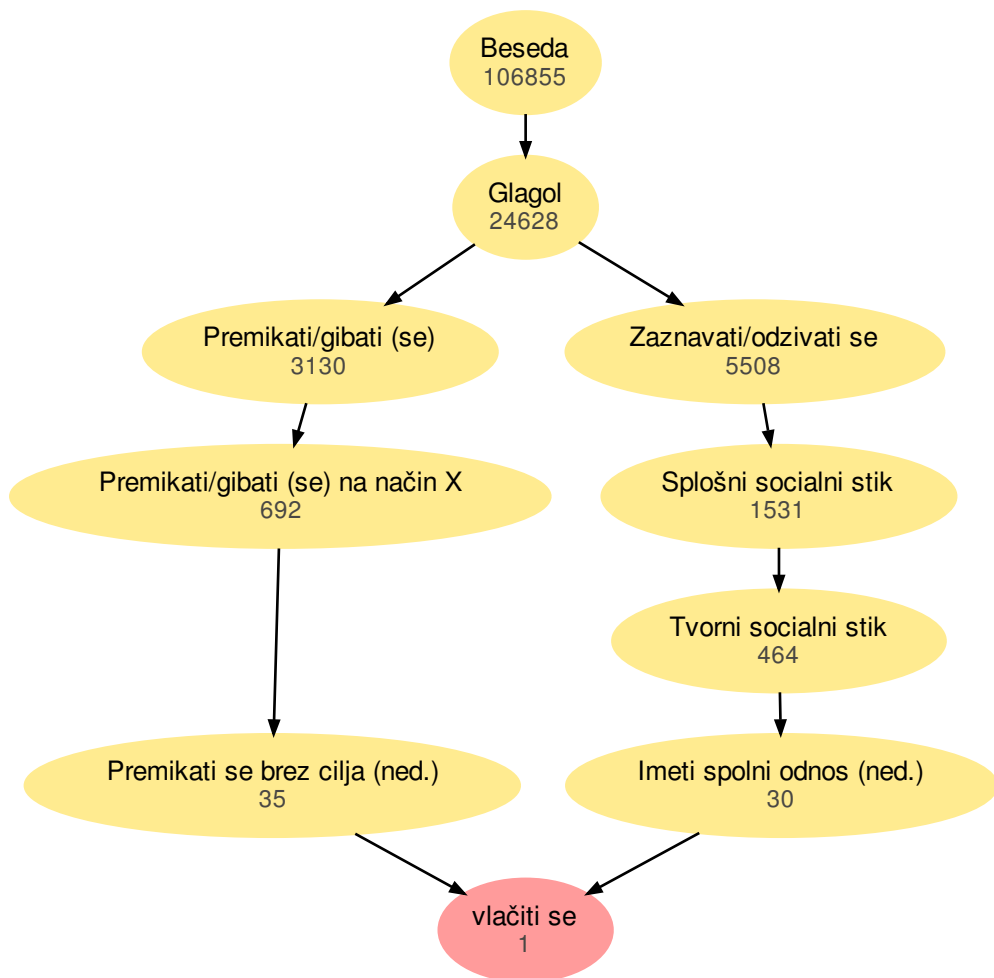 Beseda
106855
Glagol
24628
Premikati/gibati (se)
3130
Zaznavati/odzivati se
5508
Premikati/gibati (se) na način X
692
Splošni socialni stik
1531
Tvorni socialni stik
464
Premikati se brez cilja (ned.)
35
Imeti spolni odnos (ned.)
30
vlačiti se
1